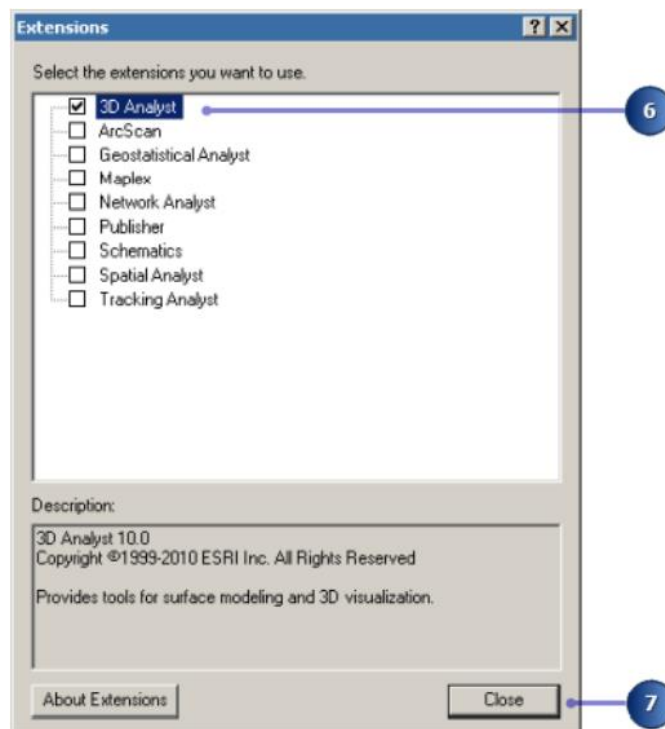 Extensions
Select the extensions you want to use.
3D Analyst
6
ArcScan
Geostatistical Analyst
Maplex
Network Analyst
Publisher
Schematics
Spatial Analyst
Tracking Analyst
Description:
3D Analyst 10.0
Copyright ©1999-2010 ESRI Inc. All Rights Reserved
Provides tools for surface modeling and 3D visualization.
About Extensions
Close
7